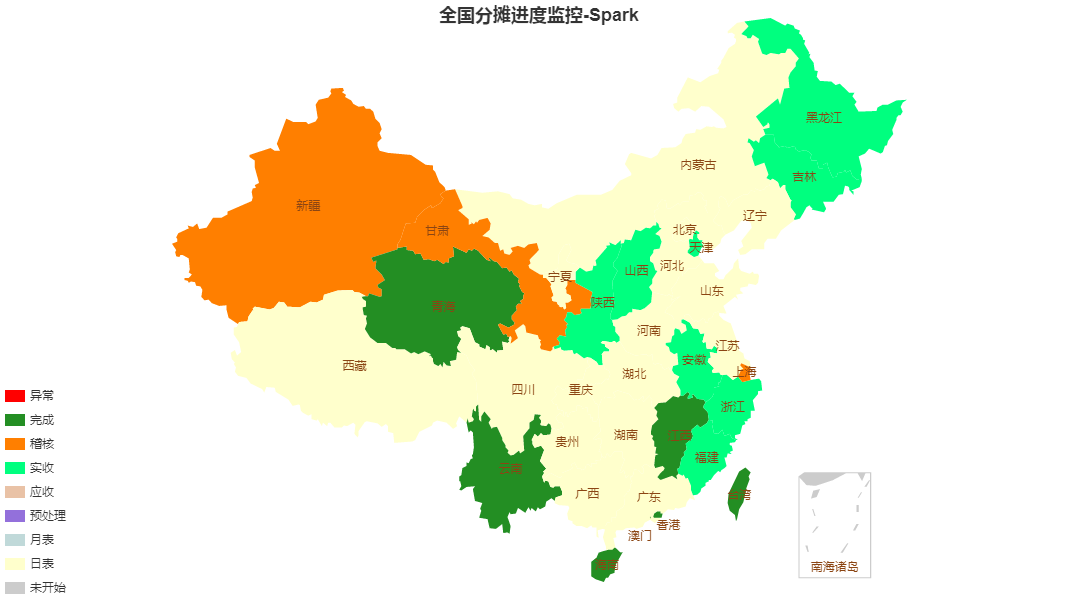 全国分摊进度监控-Spark
黑龙江
内蒙古
吉林
新疆
辽宁
甘肃
北京
天津
河北
山西
宁夏
山东
陕西
青海
河南
江苏
安徽
西藏
上海
湖北
四川
重庆
浙江
湖南
江西
贵州
福建
云南
广西
广东
台湾
香港
澳门
海南
南海诸岛
异常
完成
稽核
实收
应收
预处理
月表
日表
未开始